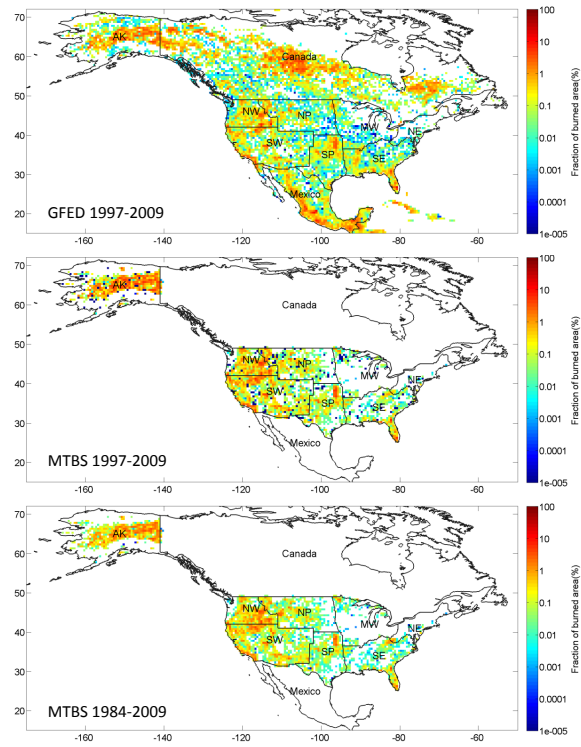 70
60
50
40
30
20
AK
Canada
NW
NP
MW
NE
SW
SP
SE
Mexico
GFED 1997-2009
-160
-140
-120
-100
-80
-60
100
10
1
0.1
0.01
0.001
0.0001
1e-005
Fraction of burned area(%)
70
60
50
40
30
20
AK
Canada
NW
NP
MW
NE
SW
SP
SE
Mexico
MTBS 1997-2009
-160
-140
-120
-100
-80
-60
100
10
1
0.1
0.01
0.001
0.0001
1e-005
Fraction of burned area(%)
70
60
50
40
30
20
AK
Canada
NW
NP
MW
NE
SW
SP
SE
Mexico
MTBS 1984-2009
-160
-140
-120
-100
-80
-60
100
10
1
0.1
0.01
0.001
0.0001
1e-005
Fraction of burned area(%)